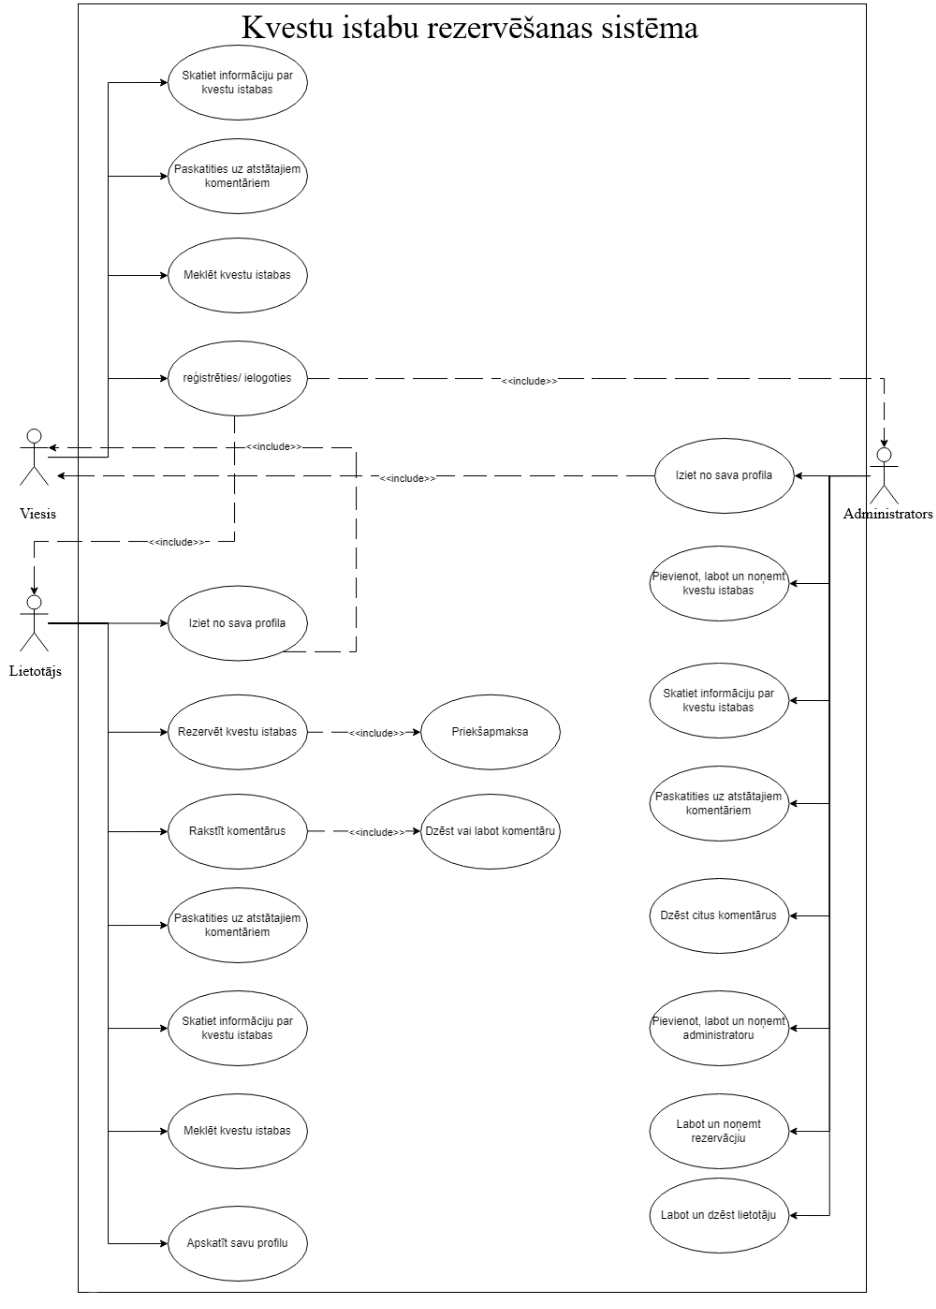 Kvestu istabu rezervēšanas sistēma
Skatiet informāciju par
kvestu istabas
Paskatities uz atstātajiem
komentāriem
Meklēt kvestu istabas
reģistrēties/ ielogoties
<<include>>
<<include>>
<<include>>
<<include>>
Viesis
Iziet no sava profila
Administrators
Pievienot, labot un noņemt
kvestu istabas
Iziet no sava profila
Lietotājs
Skatiet informāciju par
kvestu istabas
Rezervēt kvestu istabas
<<include>>
Priekšapmaksa
Paskatities uz atstātajiem
komentāriem
Rakstīt komentārus
<<include>>
Dzēst vai labot komentāru
Paskatities uz atstātajiem
komentāriem
Dzēst citus komentārus
Skatiet informāciju par
kvestu istabas
Pievienot, labot un noņemt
administratoru
Meklēt kvestu istabas
Labot un noņemt
rezervācjiu
Labot un dzēst lietotāju
Apskatīt savu profilu